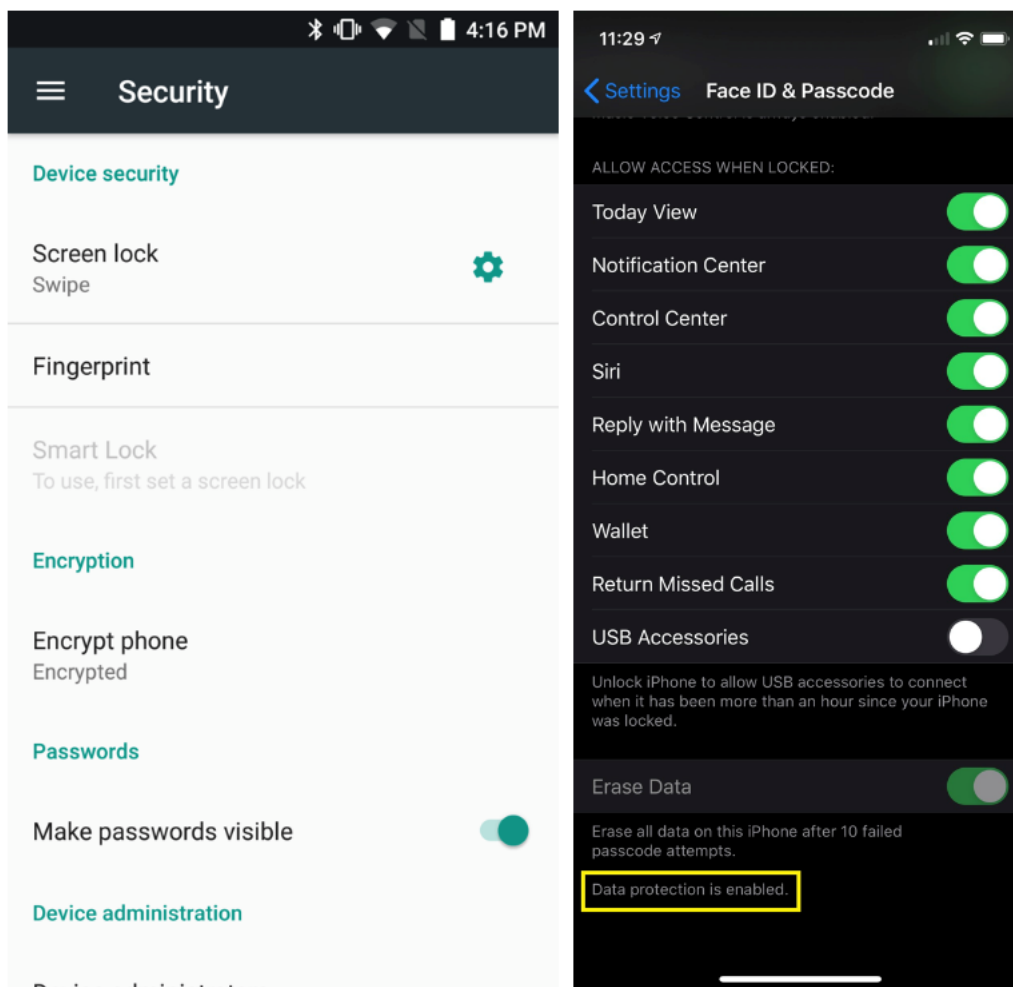 4:16 PM
Security
Device security
Screen lock
Swipe
Fingerprint
Smart Lock
To use, first set a screen lock
Encryption
Encrypt phone
Encrypted
Passwords
Make passwords visible
Device administration
11:29
Settings Face ID & Passcode
ALLOW ACCESS WHEN LOCKED:
Today View
Notification Center
Control Center
Siri
Reply with Message
Home Control
Wallet
Return Missed Calls
USB Accessories
Unlock iPhone to allow USB accessories to connect
when it has been more than an hour since your iPhone
was locked.
Erase Data
Erase all data on this iPhone after 10 failed
passcode attempts.
Data protection is enabled.